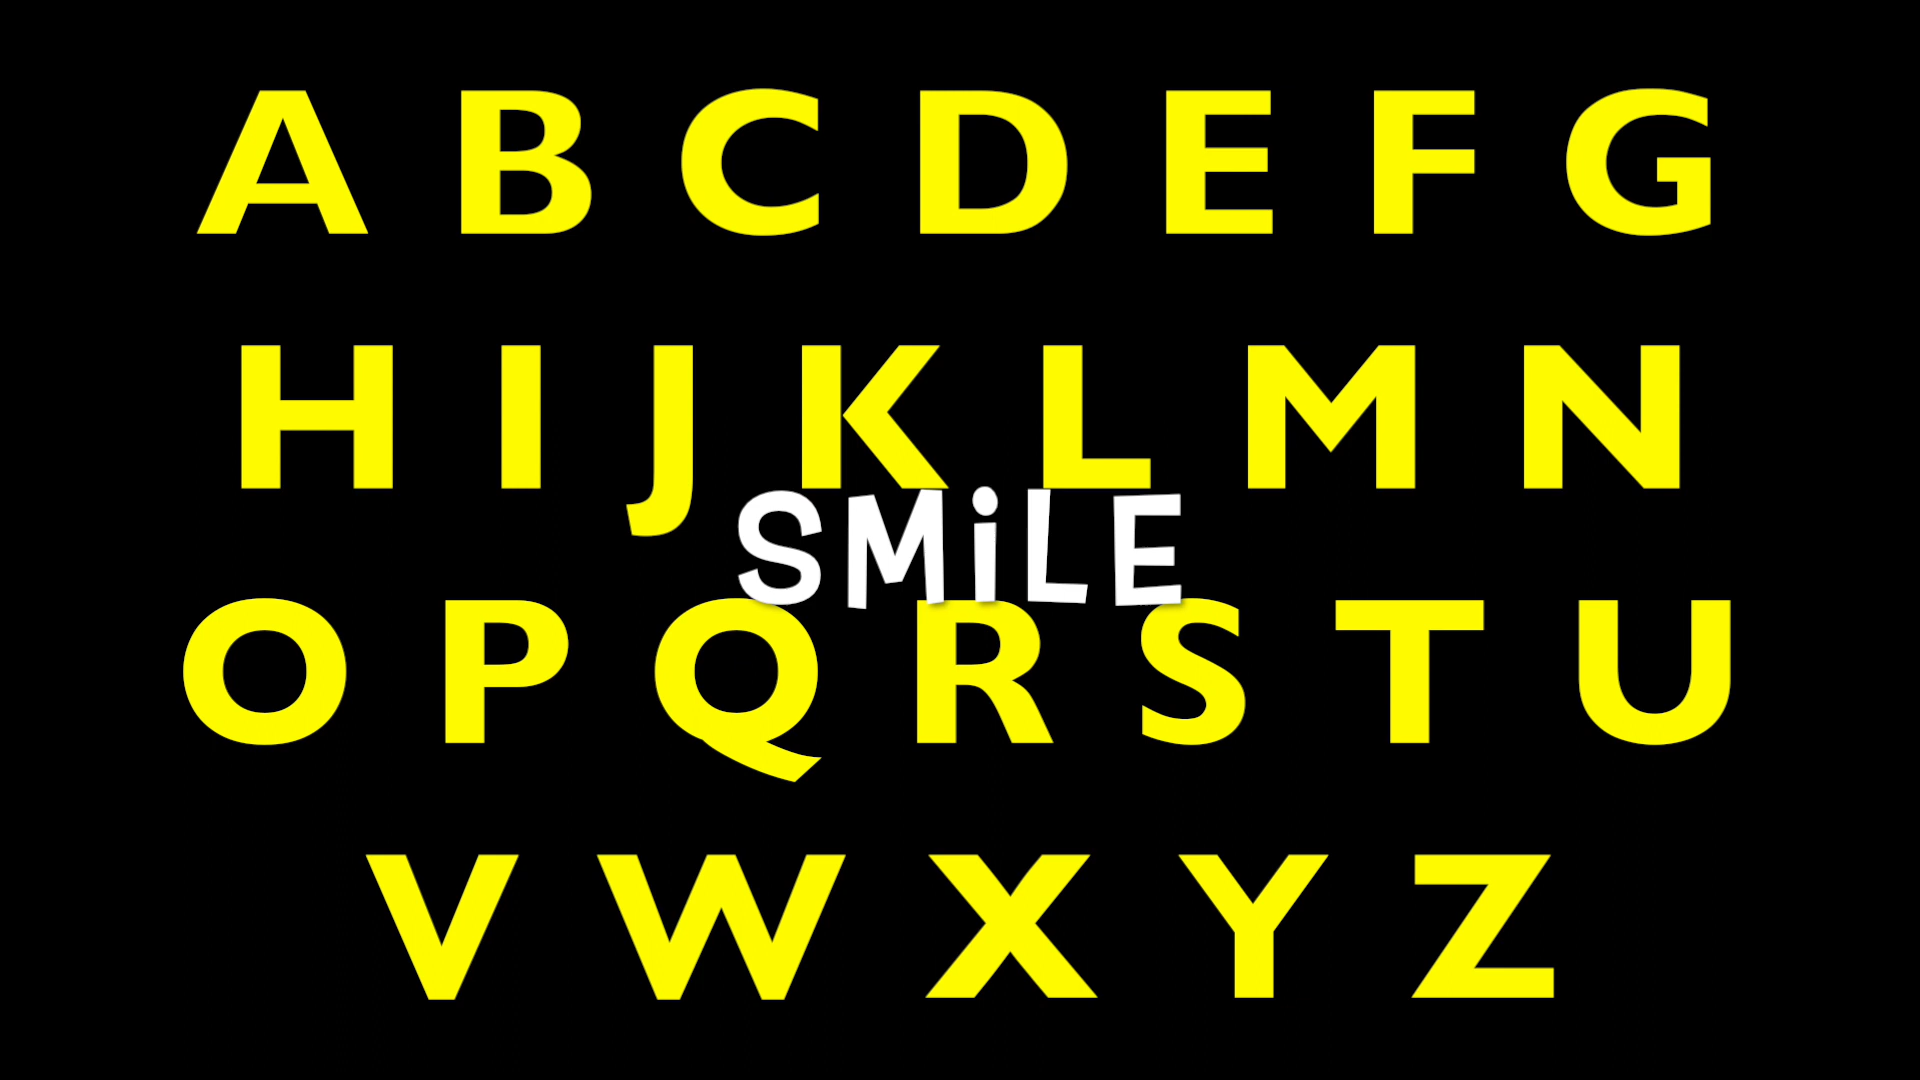 A B C D E F G
H I J K L M N
SMiLE
O P Q R S T U
V W X Y Z